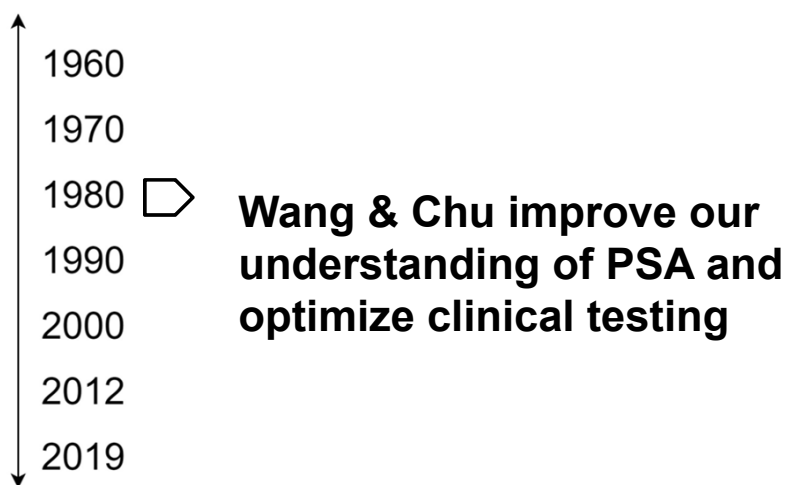 1960
1970
1980
Wang & Chu improve our
understanding of PSA and
optimize clinical testing
1990
2000
2012
2019